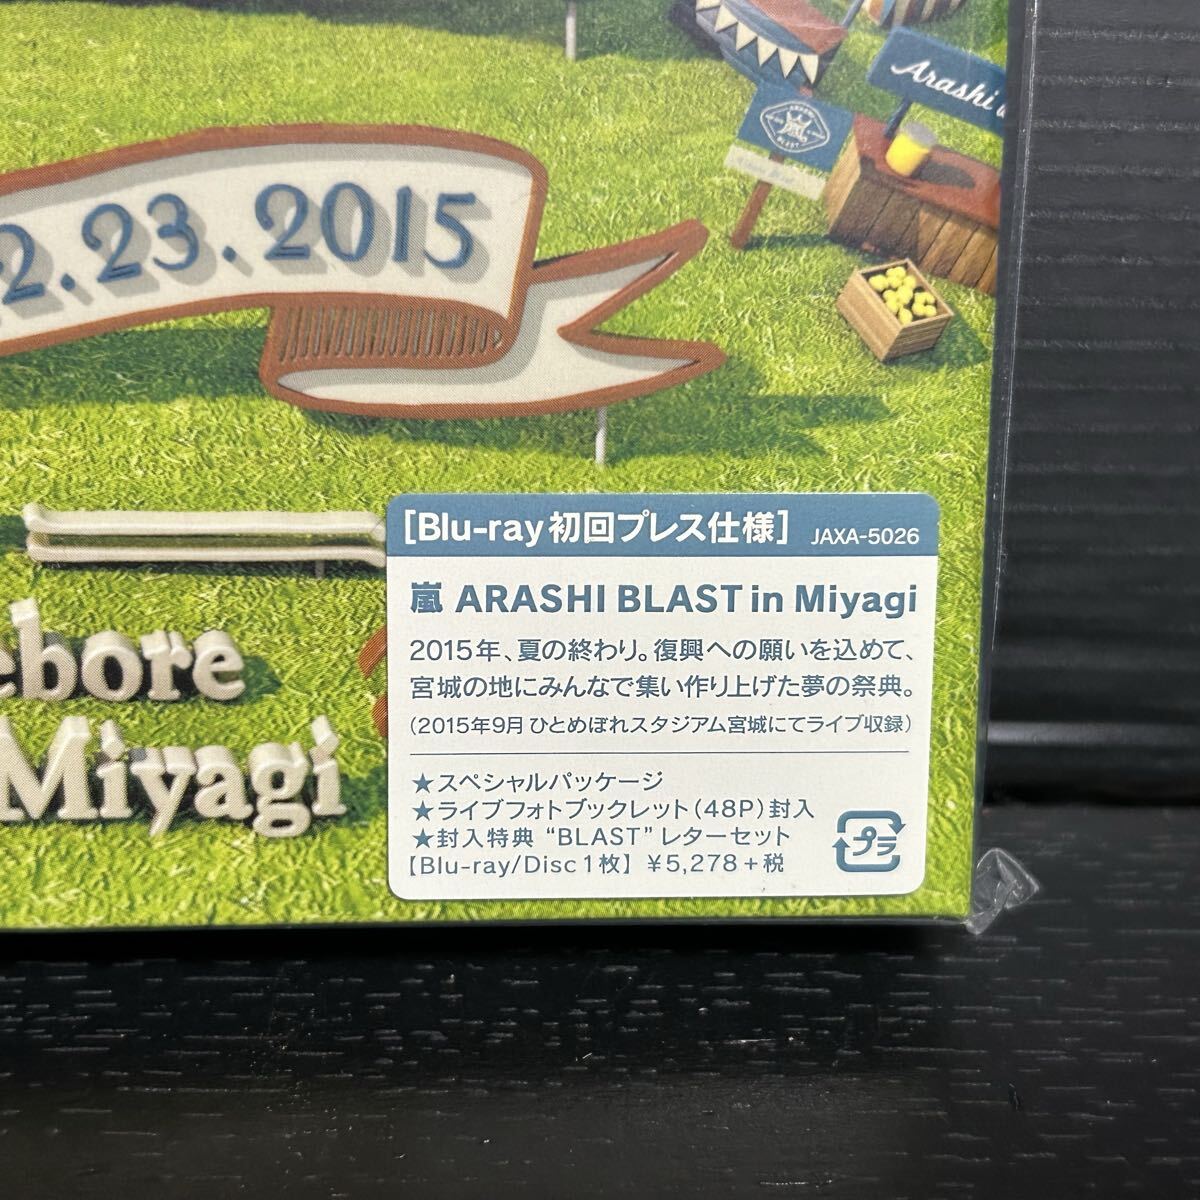 Arashi
ARASHI
BLAST
2.23.2015
ebore
Miyagi
[Blu-ray初回プレス仕様] JAXA-5026
嵐 ARASHI BLAST in Miyagi
2015年、夏の終わり。復興への願いを込めて、
宮城の地にみんなで集い作り上げた夢の祭典。
(2015年9月 ひとめぼれスタジアム宮城にてライブ収録)
★スペシャルパッケージ
★ライブフォトブックレット(48P)封入
★封入特典 “BLAST” レターセット
【Blu-ray/Disc 1枚】 ¥5,278+税
プラ